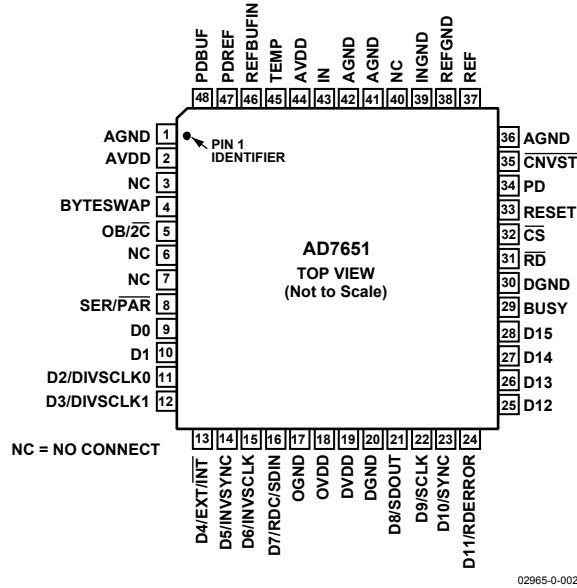 PDBUF
PDREF
REFBUFIN
TEMP
AVDD
IN
AGND
AGND
NC
INGND
REFGND
REF
48 47 46 45 44 43 42 41 40 39 38 37
AGND 1
AVDD 2
NC 3
BYTESWAP 4
OB/2C̅ 5
NC 6
NC 7
SER/P̅A̅R̅ 8
D0 9
D1 10
D2/DIVSCLK0 11
D3/DIVSCLK1 12
PIN 1
IDENTIFIER
AD7651
TOP VIEW
(Not to Scale)
36 AGND
35 C̅N̅V̅S̅T̅
34 PD
33 RESET
32 C̅S̅
31 R̅D̅
30 DGND
29 BUSY
28 D15
27 D14
26 D13
25 D12
NC = NO CONNECT
13 14 15 16 17 18 19 20 21 22 23 24
D4/EXT/I̅N̅T̅
D5/INVSYNC
D6/INVSCLK
D7/RDC/SDIN
OGND
OVDD
DVDD
DGND
D8/SDOUT
D9/SCLK
D10/SYNC
D11/RDERROR
02965-0-002